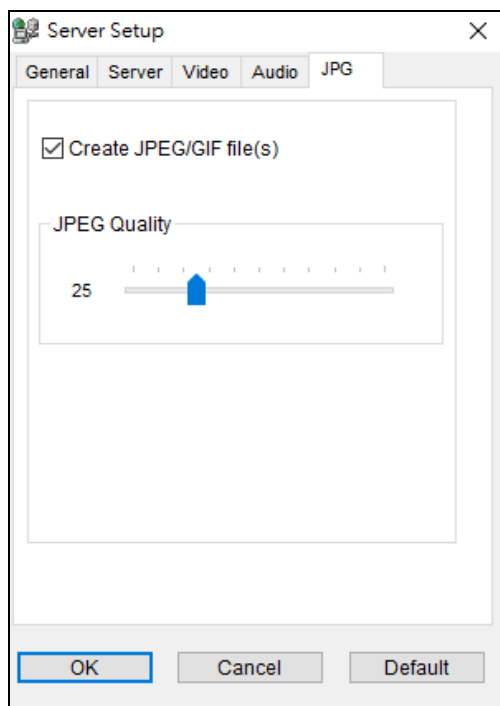 Server Setup
General Server Video Audio JPG
Create JPEG/GIF file(s)
JPEG Quality
25
OK Cancel Default